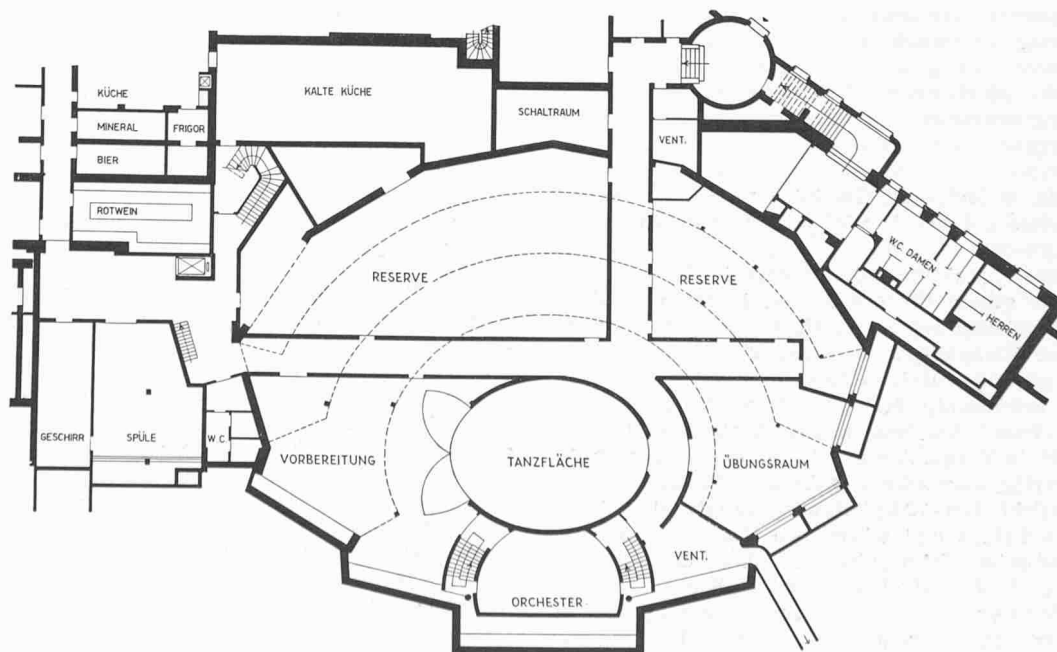 KÜCHE
KALTE KÜCHE
SCHALTRAUM
MINERAL
FRIGOR
VENT.
BIER
ROTWEIN
RESERVE
RESERVE
W.C. DAMEN
HERREN
GESCHIRR
SPÜLE
W.C.
VORBEREITUNG
TANZFLÄCHE
ÜBUNGSRAUM
VENT.
ORCHESTER